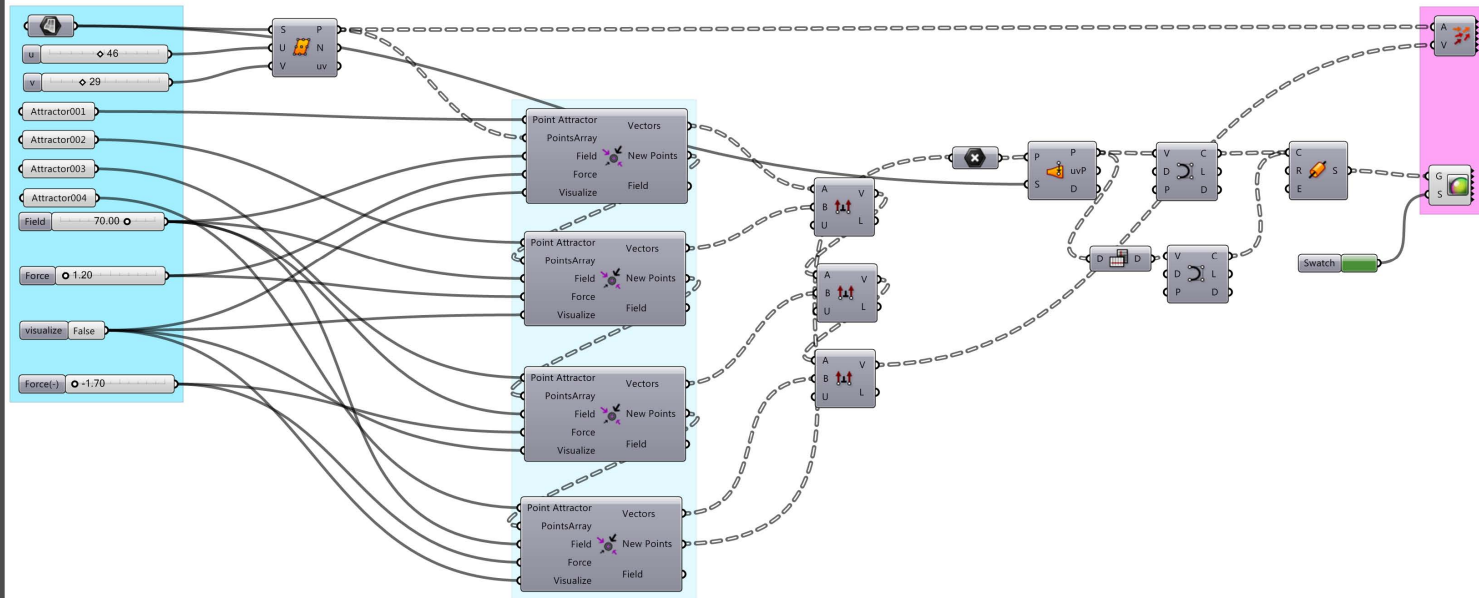 S P
U N
V uv
u 46
v 29
Attractor001
Attractor002
Attractor003
Attractor004
Field 70.00
Force 1.20
visualize False
Force(-) -1.70
Point Attractor Vectors
PointsArray
Field New Points
Force
Visualize Field
Point Attractor Vectors
PointsArray
Field New Points
Force
Visualize Field
Point Attractor Vectors
PointsArray
Field New Points
Force
Visualize Field
Point Attractor Vectors
PointsArray
Field New Points
Force
Visualize Field
A V
B
U L
A V
B
U L
A V
B
U L
P P
uvP
S D
V C
D L
P D
D D
V C
D L
P D
C
R S
E
Swatch
A
V
G
S